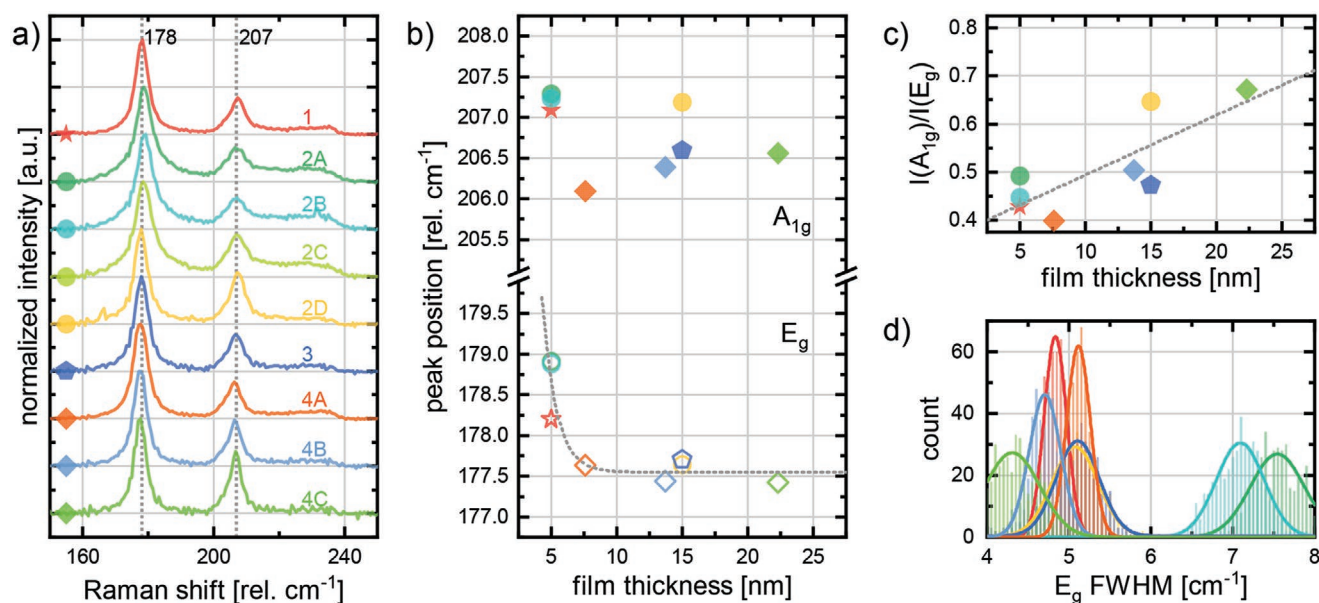 a)
178
207
1
2A
2B
2C
2D
3
4A
4B
4C
normalized intensity [a.u.]
160
200
240
Raman shift [rel. cm⁻¹]
b)
208.0
207.5
207.0
206.5
206.0
205.5
179.5
179.0
178.5
178.0
177.5
177.0
peak position [rel. cm⁻¹]
A₁g
Eg
5
10
15
20
25
film thickness [nm]
c)
0.8
0.7
0.6
0.5
0.4
I(A₁g)/I(Eg)
5
10
15
20
25
film thickness [nm]
d)
60
40
20
0
count
4
5
6
7
8
Eg FWHM [cm⁻¹]